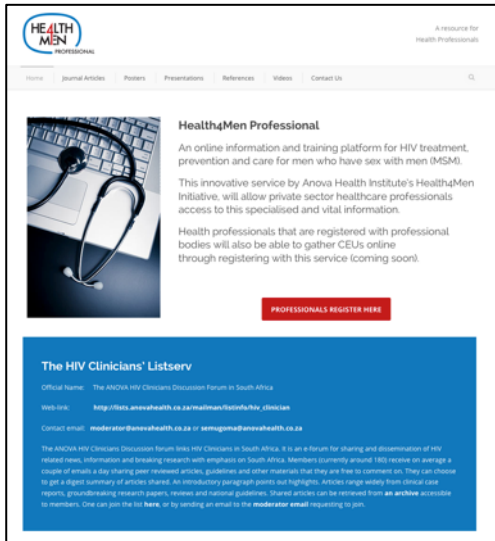 HE4LTH
MEN
PROFESSIONAL
A resource for
Health Professionals
Home
Journal Articles
Posters
Presentations
References
Videos
Contact Us
Health4Men Professional
An online information and training platform for HIV treatment,
prevention and care for men who have sex with men (MSM).
This innovative service by Anova Health Institute's Health4Men
Initiative, will allow private sector healthcare professionals
access to this specialised and vital information.
Health professionals that are registered with professional
bodies will also be able to gather CEUs online
through registering with this service (coming soon).
PROFESSIONALS REGISTER HERE
The HIV Clinicians' Listserv
Official Name: The ANOVA HIV Clinicians Discussion Forum in South Africa
Web-link: http://lists.anovahealth.co.za/mailman/listinfo/hiv_clinician
Contact email: moderator@anovahealth.co.za or semugoma@anovahealth.co.za
The ANOVA HIV Clinicians Discussion forum links HIV Clinicians in South Africa. It is an e-forum for sharing and dissemination of HIV
related news, information and breaking research with emphasis on South Africa. Members (currently around 180) receive on average a
couple of emails a day sharing peer reviewed articles, guidelines and other materials that they are free to comment on. They can choose
to get a digest summary of articles shared. An introductory paragraph points out highlights. Articles range widely from clinical case
reports, groundbreaking research papers, reviews and national guidelines. Shared articles can be retrieved from an archive accessible
to members. One can join the list here, or by sending an email to the moderator email requesting to join.